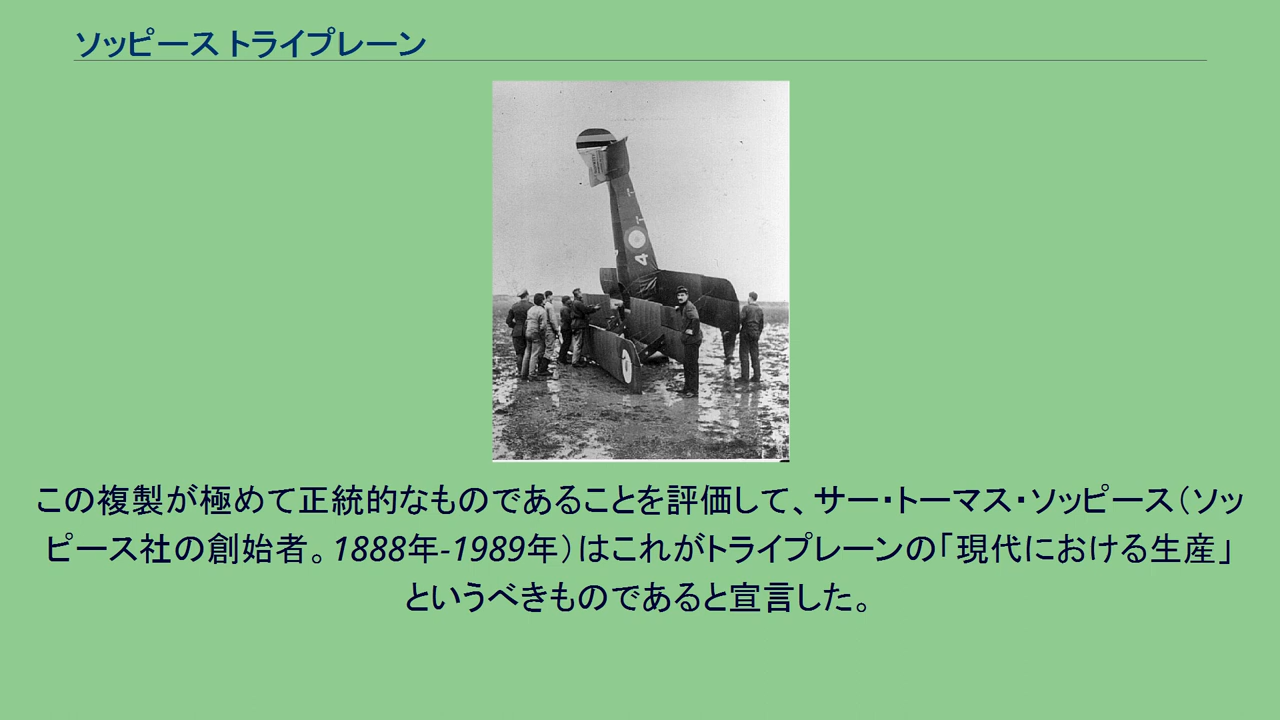 ソッピース トライプレーン
4
この複製が極めて正統的なものであることを評価して、サー・トーマス・ソッピース（ソッ
ピース社の創始者。1888年-1989年）はこれがトライプレーンの「現代における生産」
というべきものであると宣言した。